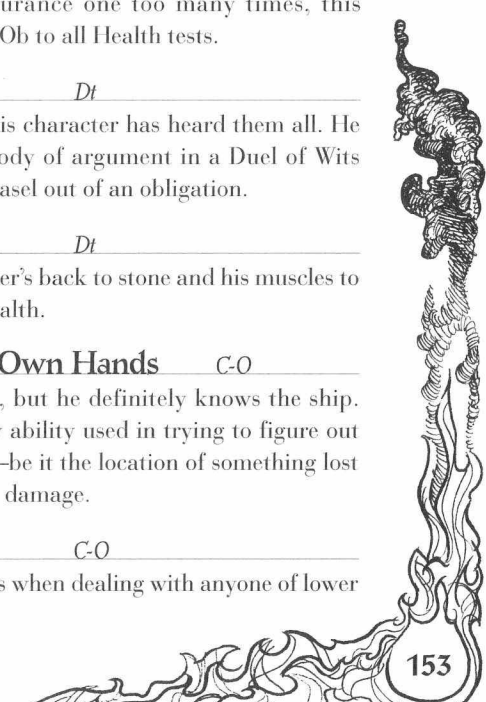 urance one too many times, this
Ob to all Health tests.
Dt
is character has heard them all. He
ody of argument in a Duel of Wits
asel out of an obligation.
Dt
er's back to stone and his muscles to
alth.
Own Hands C-O
, but he definitely knows the ship.
ability used in trying to figure out
–be it the location of something lost
damage.
C-O
s when dealing with anyone of lower
153